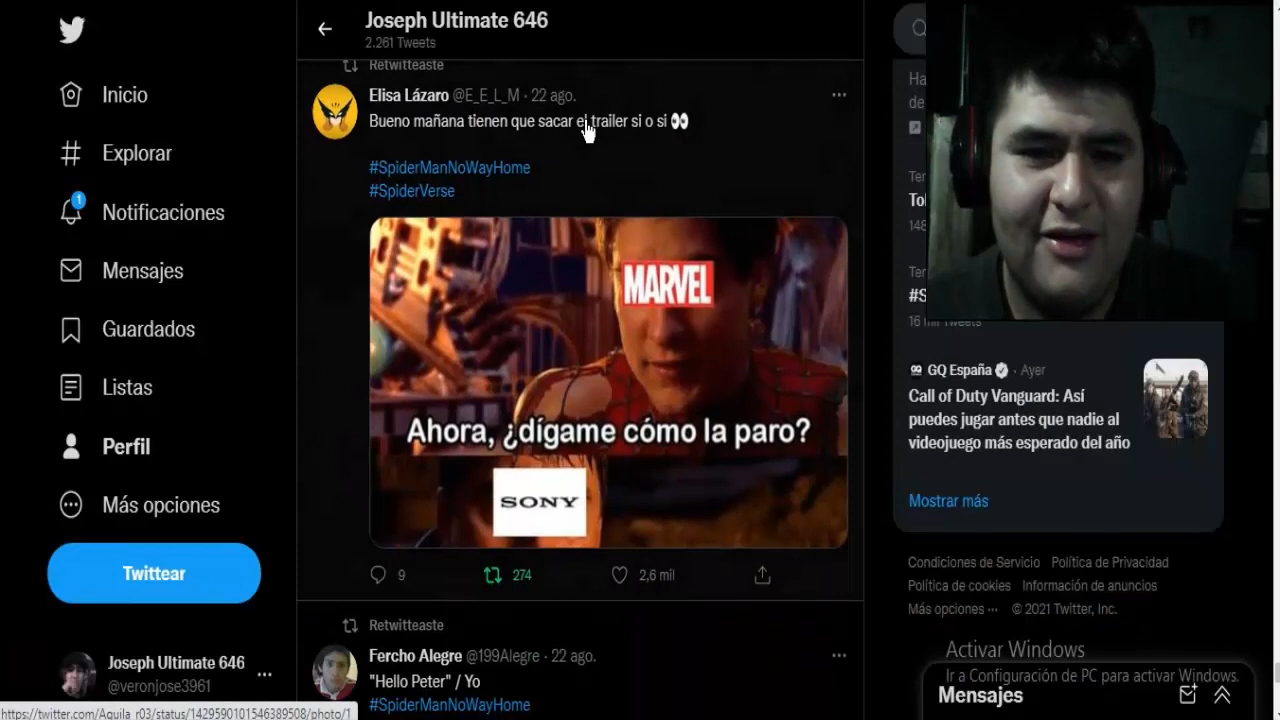 Inicio
Explorar
1
Notificaciones
Mensajes
Guardados
Listas
Perfil
Más opciones
Twittear
Joseph Ultimate 646
@veronjose3961
https://twitter.com/Aquila_r03/status/1429590101546389508/photo/1
Joseph Ultimate 646
2.261 Tweets
Retwitteaste
Elisa Lázaro @E_E_L_M · 22 ago.
Bueno mañana tienen que sacar el trailer si o si 👀
#SpiderManNoWayHome
#SpiderVerse
MARVEL
Ahora, ¿dígame cómo la paro?
SONY
9 274 2,6 mil
Retwitteaste
Fercho Alegre @199Alegre · 22 ago.
"Hello Peter" / Yo
#SpiderManNoWayHome
GQ España · Ayer
Call of Duty Vanguard: Así
puedes jugar antes que nadie al
videojuego más esperado del año
Mostrar más
Condiciones de Servicio Política de Privacidad
Política de cookies Información de anuncios
Más opciones ··· © 2021 Twitter, Inc.
Activar Windows
Ir a Configuración de PC para activar Windows.
Mensajes